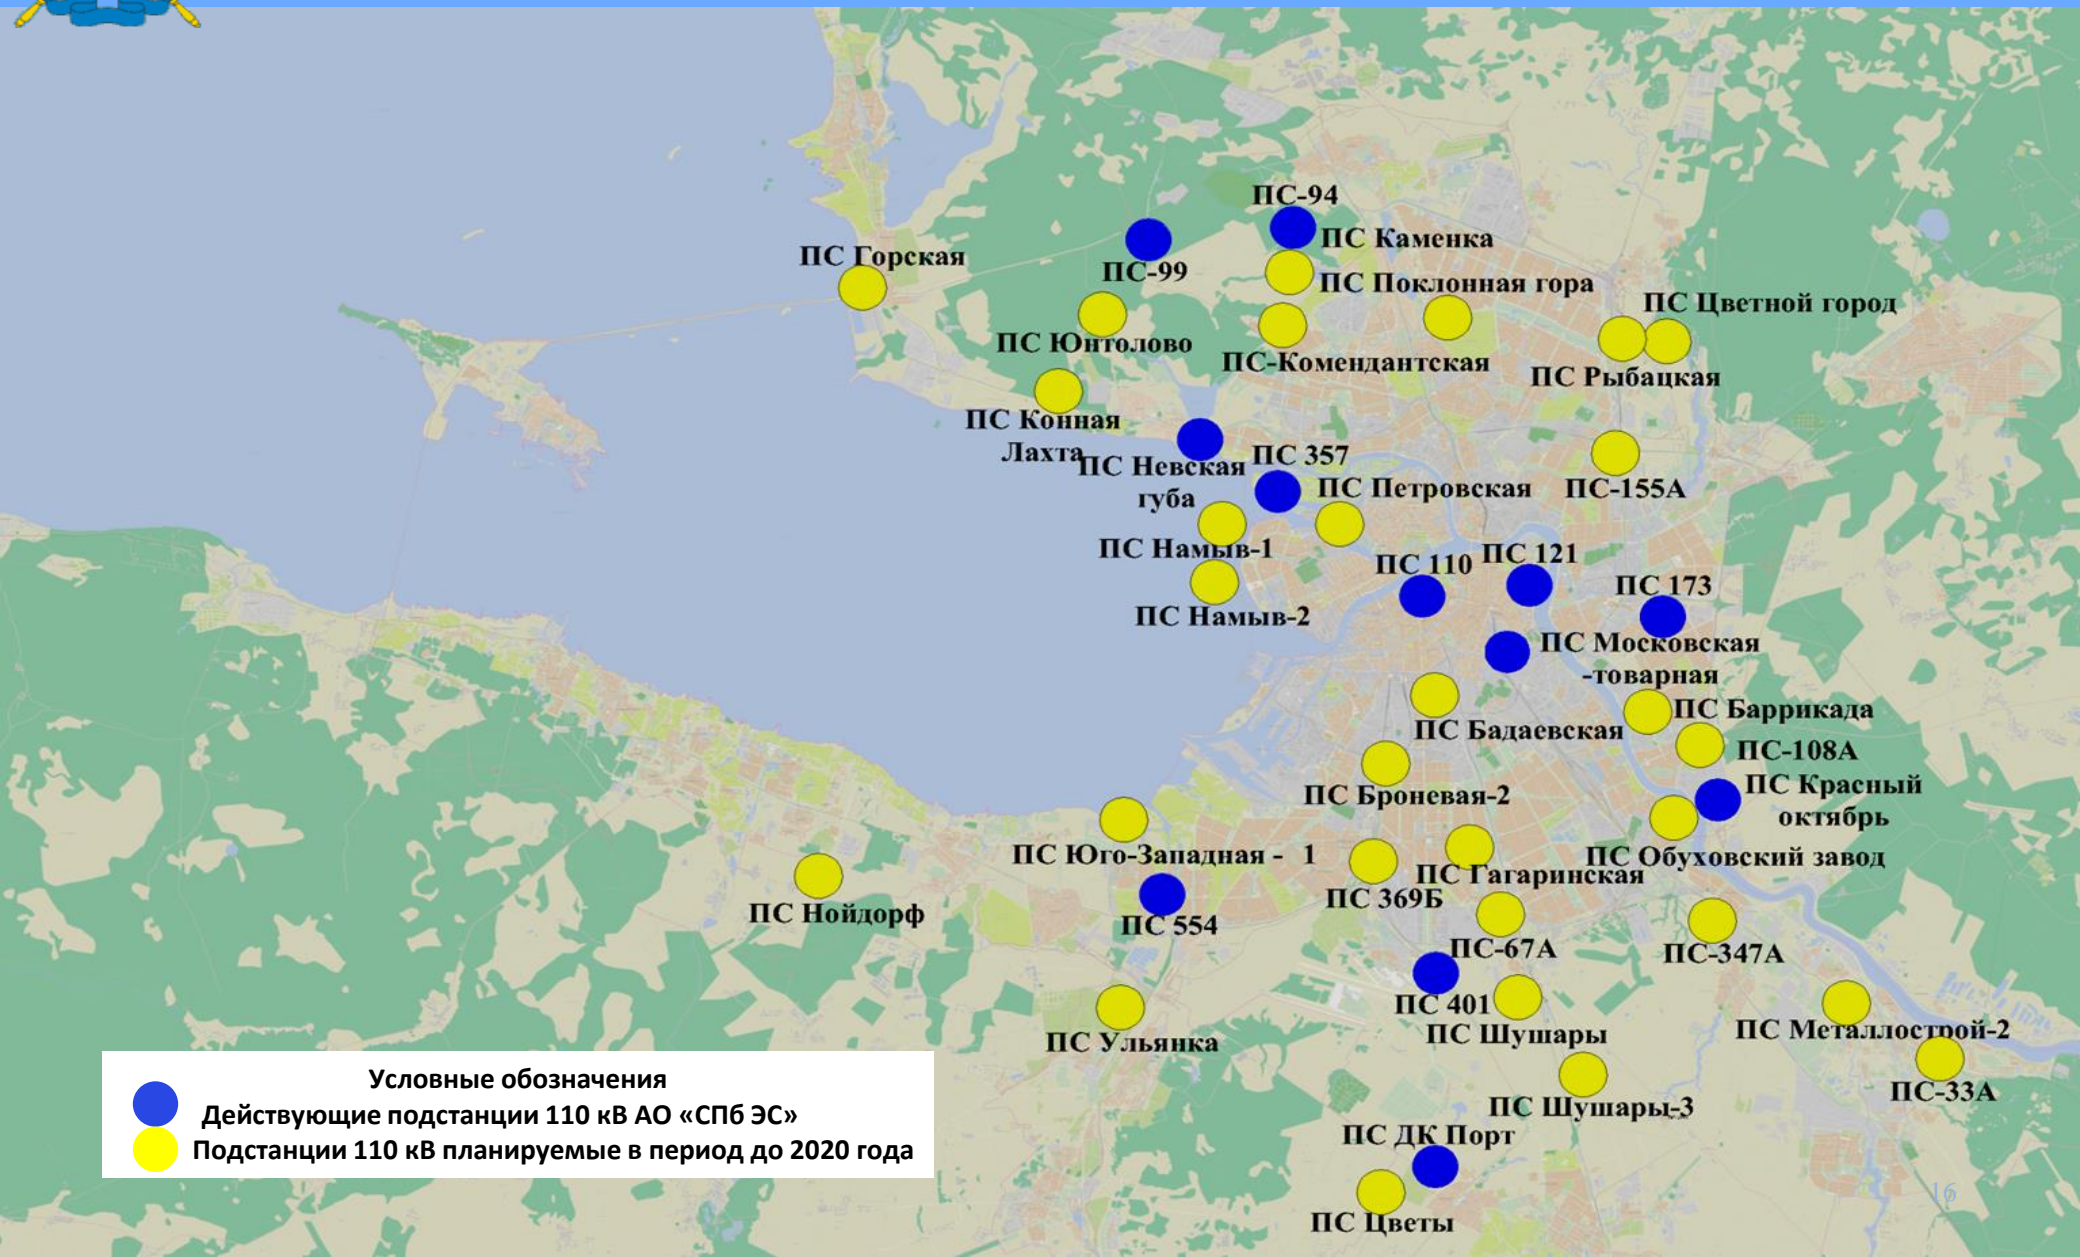 ПС-94
ПС Каменка
ПС Горская
ПС-99
ПС Поклонная гора
ПС Цветной город
ПС Юнтолово
ПС-Комендантская
ПС Рыбацкая
ПС Конная
Лахта
ПС Невская
губа
ПС 357
ПС Петровская
ПС-155А
ПС Намыв-1
ПС 110
ПС 121
ПС 173
ПС Намыв-2
ПС Московская
-товарная
ПС Баррикада
ПС Бадаевская
ПС-108А
ПС Красный
октябрь
ПС Броневая-2
ПС Юго-Западная - 1
ПС Обуховский завод
ПС Гагаринская
ПС 369Б
ПС Нойдорф
ПС 554
ПС-67А
ПС-347А
ПС 401
ПС Шушары
ПС Металлострой-2
ПС Ульянка
ПС-33А
ПС Шушары-3
ПС ДК Порт
ПС Цветы
Условные обозначения
Действующие подстанции 110 кВ АО «СПб ЭС»
Подстанции 110 кВ планируемые в период до 2020 года
16